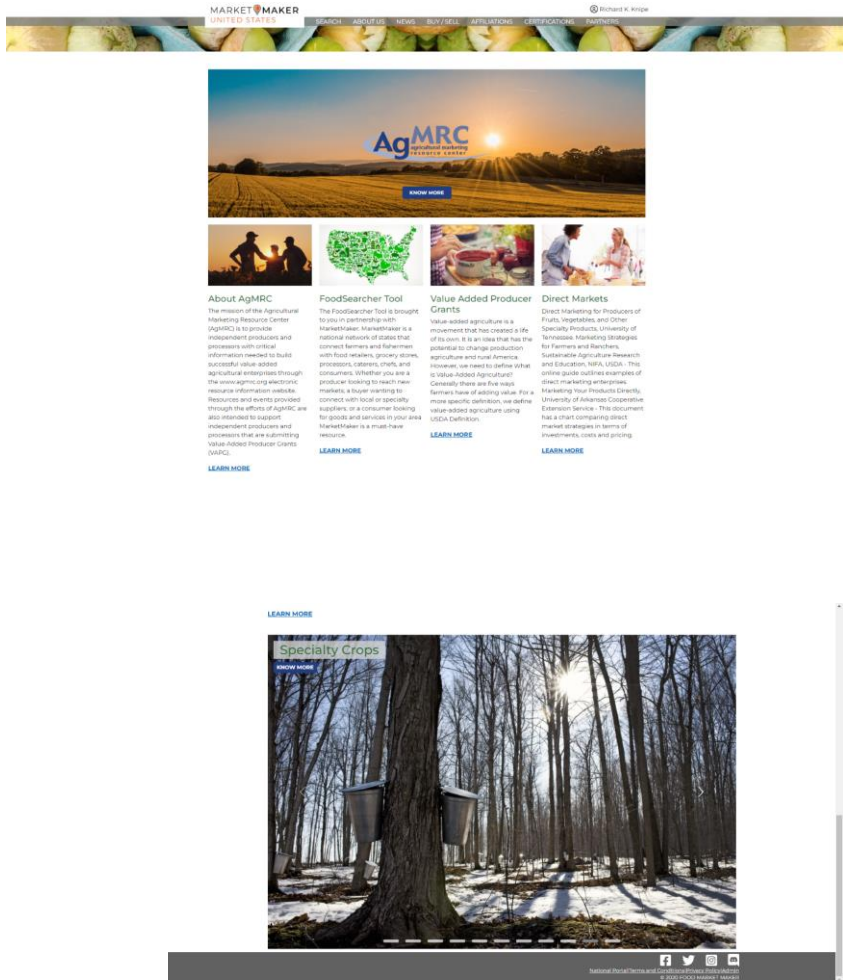 MARKET MAKER
UNITED STATES
Richard K. Knipe
SEARCH ABOUT US NEWS BUY / SELL AFFILIATIONS CERTIFICATIONS PARTNERS
AgMRC
agricultural marketing
resource center
KNOW MORE
About AgMRC
The mission of the Agricultural
Marketing Resource Center
(AgMRC) is to provide
independent producers and
processors with critical
information needed to build
successful value-added
agricultural enterprises through
the www.agmrc.org electronic
resource information website.
Resources and events provided
through the efforts of AgMRC are
also intended to support
independent producers and
processors that are submitting
Value-Added Producer Grants
(VAPG).
LEARN MORE
FoodSearcher Tool
The FoodSearcher Tool is brought
to you in partnership with
MarketMaker. MarketMaker is a
national network of states that
connect farmers and fishermen
with food retailers, grocery stores,
processors, caterers, chefs, and
consumers. Whether you are a
producer looking to reach new
markets, a buyer wanting to
connect with local or specialty
suppliers, or a consumer looking
for goods and services in your area
MarketMaker is a must-have
resource.
LEARN MORE
Value Added Producer
Grants
Value-added agriculture is a
movement that has created a life
of its own. It is an idea that has the
potential to change production
agriculture and rural America.
However, we need to define What
is Value-Added Agriculture?
Generally there are five ways
farmers have of adding value. For a
more specific definition, we define
value-added agriculture using
USDA Definition.
LEARN MORE
Direct Markets
Direct Marketing for Producers of
Fruits, Vegetables, and Other
Specialty Products, University of
Tennessee. Marketing Strategies
for Farmers and Ranchers,
Sustainable Agriculture Research
and Education, NIFA, USDA - This
online guide outlines examples of
direct marketing enterprises.
Marketing Your Products Directly,
University of Arkansas Cooperative
Extension Service - This document
has a chart comparing direct
market strategies in terms of
investments, costs and pricing.
LEARN MORE
LEARN MORE
Specialty Crops
KNOW MORE
National Portal|Terms and Conditions|Privacy Policy|Admin
© 2020 FOOD MARKET MAKER